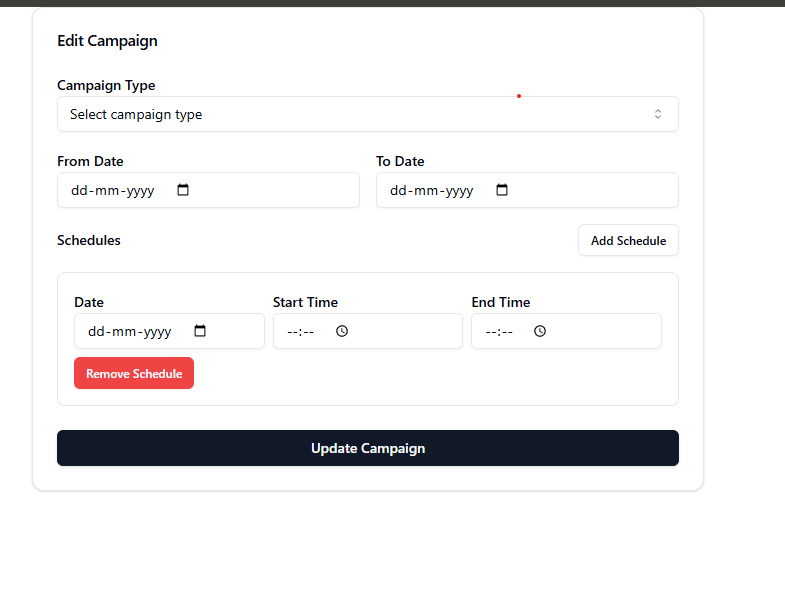 Edit Campaign
Campaign Type
Select campaign type
From Date To Date
dd-mm-yyyy dd-mm-yyyy
Schedules Add Schedule
Date Start Time End Time
dd-mm-yyyy --:-- --:--
Remove Schedule
Update Campaign